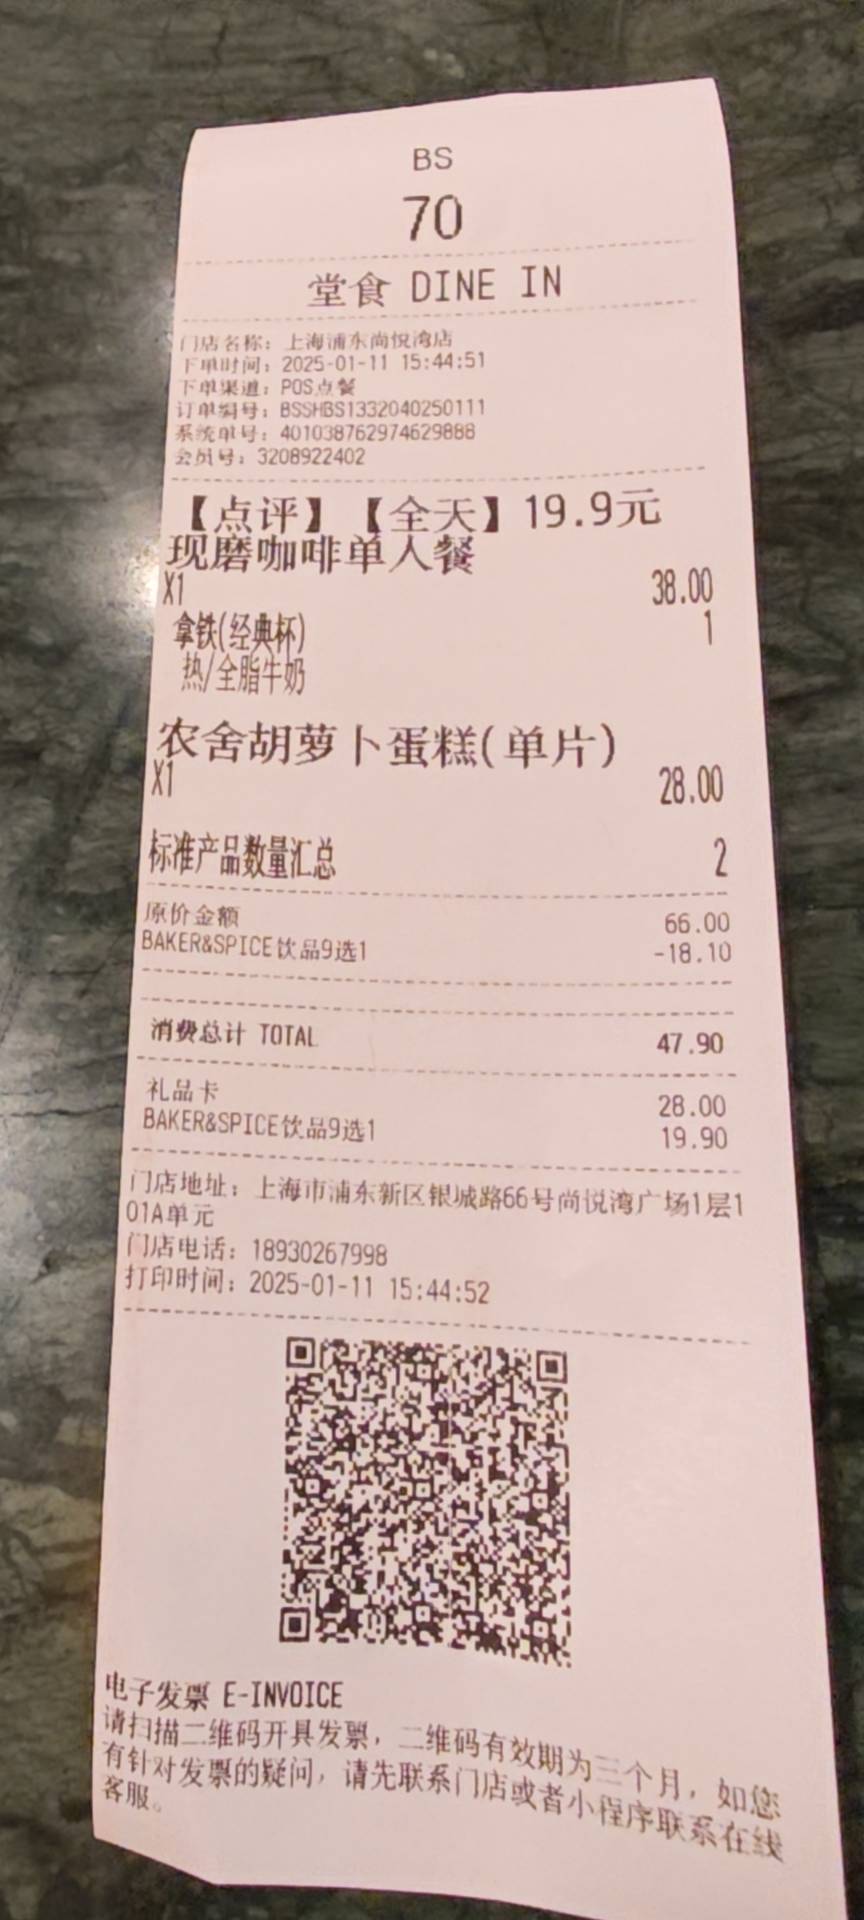 BS
70
堂食 DINE IN
门店名称：上海浦东尚悦湾店
下单时间：2025-01-11 15:44:51
下单渠道：POS点餐
订单编号：BSSHBS1332040250111
系统单号：401038762974629888
会员号：3208922402
【点评】【全天】19.9元
现磨咖啡单人餐
X1 38.00
拿铁(经典杯) 1
热/全脂牛奶
农舍胡萝卜蛋糕(单片)
X1 28.00
标准产品数量汇总 2
原价金额 66.00
BAKER&SPICE饮品9选1 -18.10
消费总计 TOTAL 47.90
礼品卡 28.00
BAKER&SPICE饮品9选1 19.90
门店地址：上海市浦东新区银城路66号尚悦湾广场1层1
01A单元
门店电话：18930267998
打印时间：2025-01-11 15:44:52
电子发票 E-INVOICE
请扫描二维码开具发票，二维码有效期为三个月，如您
有针对发票的疑问，请先联系门店或者小程序联系在线
客服。